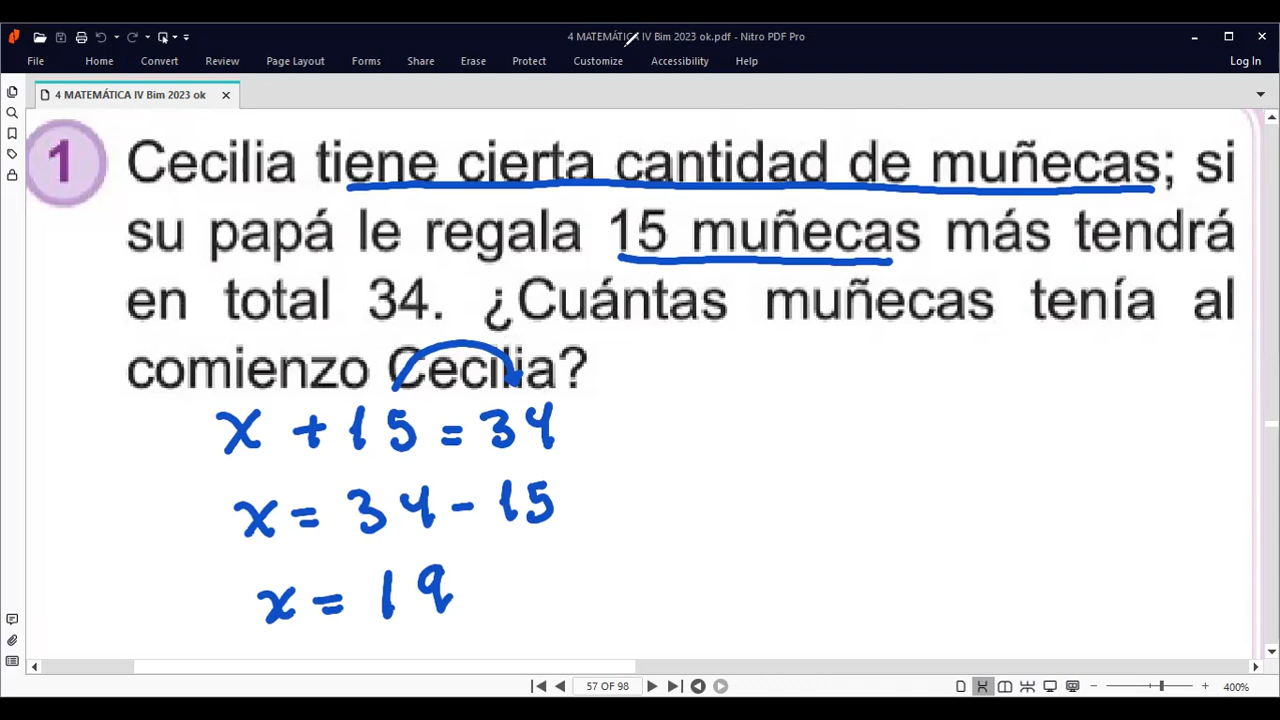 4 MATEMÁTICA IV Bim 2023 ok.pdf - Nitro PDF Pro
File Home Convert Review Page Layout Forms Share Erase Protect Customize Accessibility Help Log In
4 MATEMÁTICA IV Bim 2023 ok
1 Cecilia tiene cierta cantidad de muñecas; si
su papá le regala 15 muñecas más tendrá
en total 34. ¿Cuántas muñecas tenía al
comienzo Cecilia?
x + 15 = 34
x = 34 - 15
x = 19
57 OF 98 400%